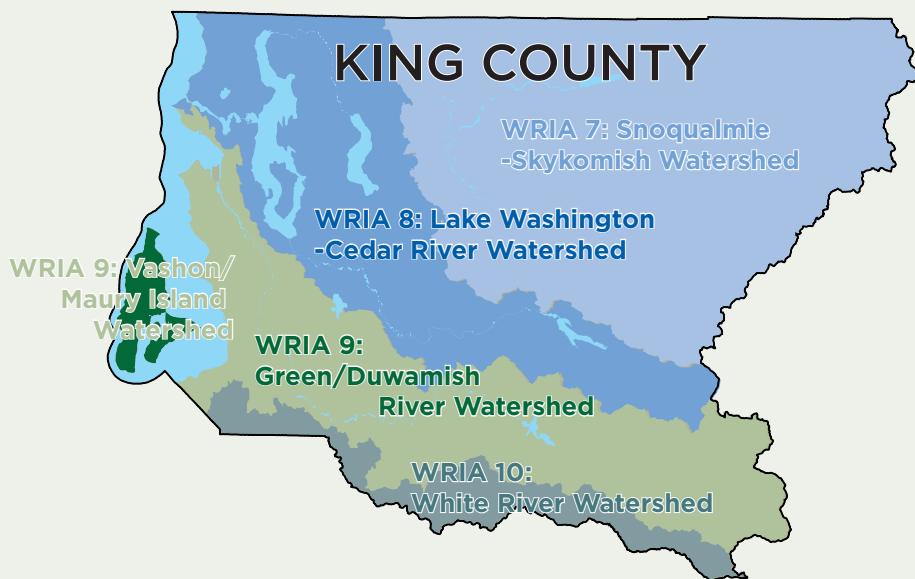 KING COUNTY
WRIA 7: Snoqualmie
-Skykomish Watershed
WRIA 8: Lake Washington
-Cedar River Watershed
WRIA 9: Vashon/
Maury Island
Watershed
WRIA 9:
Green/Duwamish
River Watershed
WRIA 10:
White River Watershed